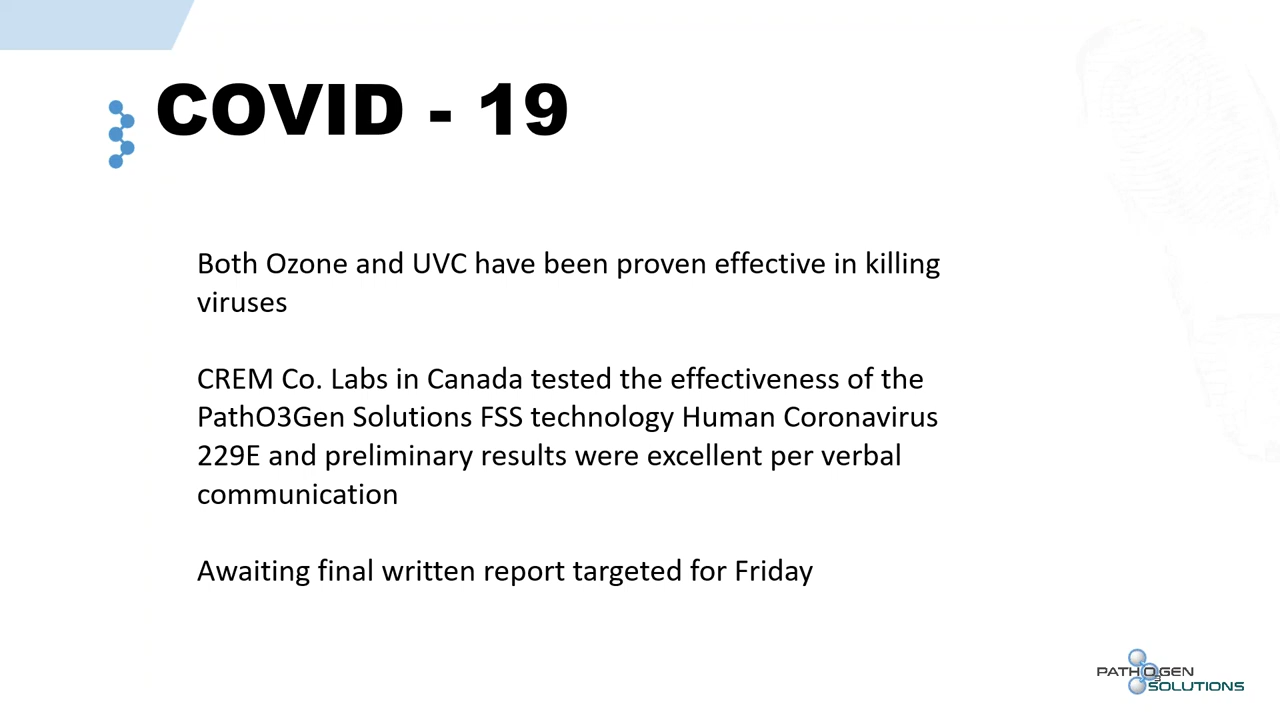 COVID - 19
Both Ozone and UVC have been proven effective in killing
viruses
CREM Co. Labs in Canada tested the effectiveness of the
PathO3Gen Solutions FSS technology Human Coronavirus
229E and preliminary results were excellent per verbal
communication
Awaiting final written report targeted for Friday
PATHO3GEN
SOLUTIONS